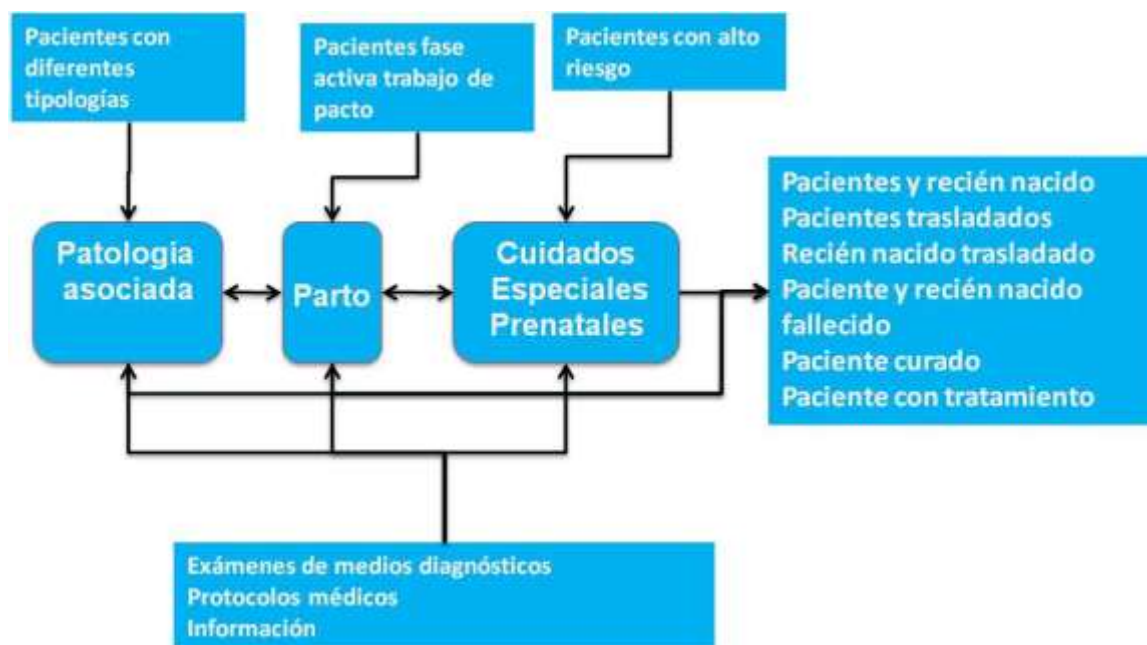 Pacientes con
diferentes
tipologías
Pacientes fase
activa trabajo de
pacto
Pacientes con alto
riesgo
Patología
asociada
Parto
Cuidados
Especiales
Prenatales
Pacientes y recién nacido
Pacientes trasladados
Recién nacido trasladado
Paciente y recién nacido
fallecido
Paciente curado
Paciente con tratamiento
Exámenes de medios diagnósticos
Protocolos médicos
Información